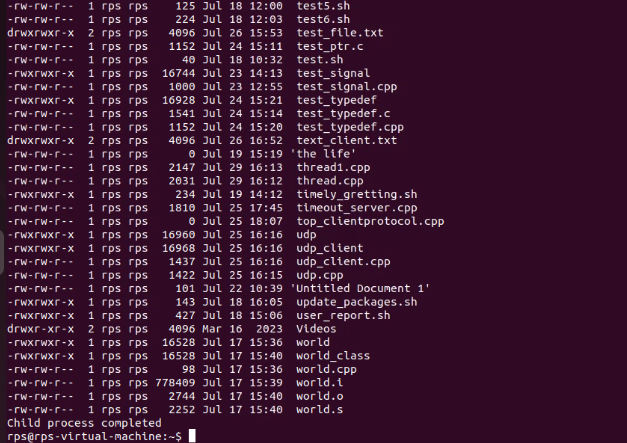 -rw-rw-r-- 1 rps rps 125 Jul 18 12:00 test5.sh
-rw-rw-r-- 1 rps rps 224 Jul 18 12:03 test6.sh
drwxrwxr-x 2 rps rps 4096 Jul 26 15:53 test_file.txt
-rw-rw-r-- 1 rps rps 1152 Jul 24 15:11 test_ptr.c
-rw-rw-r-- 1 rps rps 40 Jul 18 10:32 test.sh
-rwxrwxr-x 1 rps rps 16744 Jul 23 14:13 test_signal
-rw-rw-r-- 1 rps rps 1000 Jul 23 12:55 test_signal.cpp
-rwxrwxr-x 1 rps rps 16928 Jul 24 15:21 test_typedef
-rw-rw-r-- 1 rps rps 1541 Jul 24 15:14 test_typedef.c
-rw-rw-r-- 1 rps rps 1152 Jul 24 15:20 test_typedef.cpp
drwxrwxr-x 2 rps rps 4096 Jul 26 16:52 text_client.txt
-rw-rw-r-- 1 rps rps 0 Jul 19 15:19 'the life'
-rw-rw-r-- 1 rps rps 2147 Jul 29 16:13 thread1.cpp
-rw-rw-r-- 1 rps rps 2031 Jul 29 16:12 thread.cpp
-rwxrwxr-x 1 rps rps 234 Jul 19 14:12 timely_gretting.sh
-rw-rw-r-- 1 rps rps 1810 Jul 25 17:45 timeout_server.cpp
-rw-rw-r-- 1 rps rps 0 Jul 25 18:07 top_clientprotocol.cpp
-rwxrwxr-x 1 rps rps 16960 Jul 25 16:16 udp
-rwxrwxr-x 1 rps rps 16968 Jul 25 16:16 udp_client
-rw-rw-r-- 1 rps rps 1437 Jul 25 16:16 udp_client.cpp
-rw-rw-r-- 1 rps rps 1422 Jul 25 16:15 udp.cpp
-rw-rw-r-- 1 rps rps 101 Jul 22 10:39 'Untitled Document 1'
-rwxrwxr-x 1 rps rps 143 Jul 18 16:05 update_packages.sh
-rwxrwxr-x 1 rps rps 427 Jul 18 15:06 user_report.sh
drwxr-xr-x 2 rps rps 4096 Mar 16 2023 Videos
-rwxrwxr-x 1 rps rps 16528 Jul 17 15:36 world
-rwxrwxr-x 1 rps rps 16528 Jul 17 15:40 world_class
-rw-rw-r-- 1 rps rps 98 Jul 17 15:36 world.cpp
-rw-rw-r-- 1 rps rps 778409 Jul 17 15:39 world.i
-rw-rw-r-- 1 rps rps 2744 Jul 17 15:40 world.o
-rw-rw-r-- 1 rps rps 2252 Jul 17 15:40 world.s
Child process completed
rps@rps-virtual-machine:~$